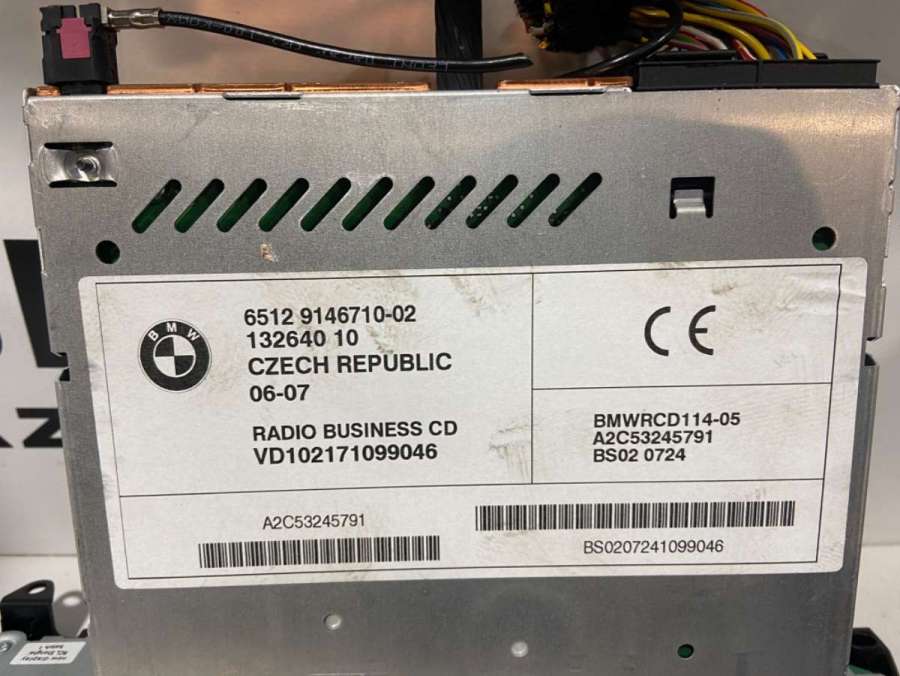 BMW
6512 9146710-02
132640 10
CZECH REPUBLIC
06-07
RADIO BUSINESS CD
VD102171099046
CE
BMWRCD114-05
A2C53245791
BS02 0724
A2C53245791
BS0207241099046